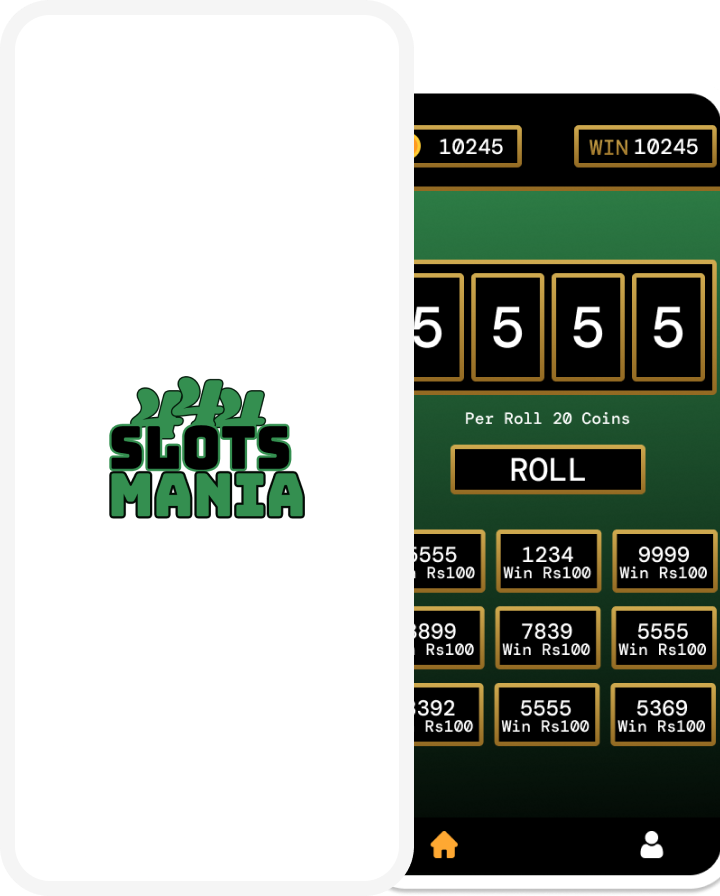 444
SLOTS
MANIA
10245
WIN 10245
5 5 5 5
Per Roll 20 Coins
ROLL
555 1234 9999
Rs100 Win Rs100 Win Rs100
899 7839 5555
Rs100 Win Rs100 Win Rs100
392 5555 5369
Rs100 Win Rs100 Win Rs100